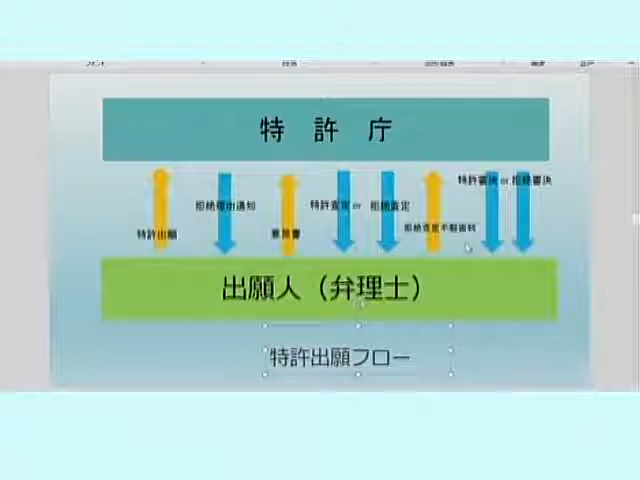 特 許 庁
特許審決 or 拒絶審決
拒絶理由通知
特許査定 or 拒絶査定
特許出願
意見書
拒絶査定不服審判
出願人（弁理士）
特許出願フロー